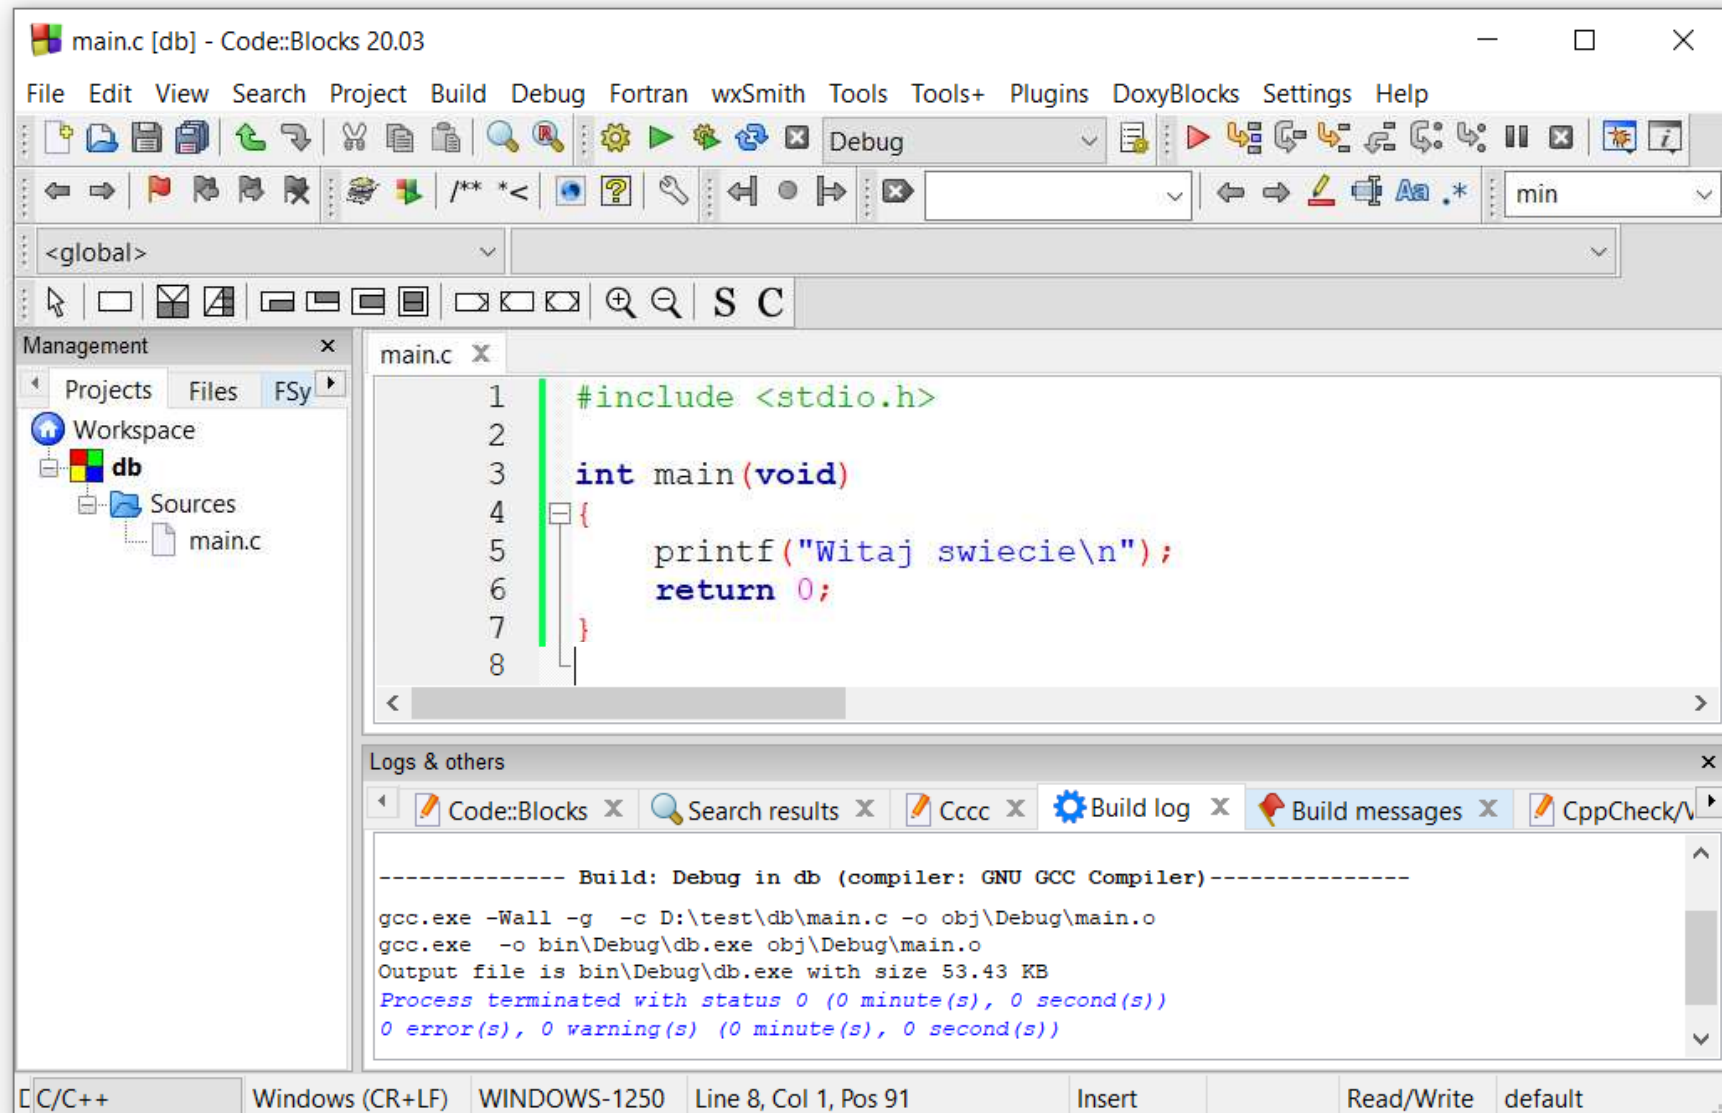 main.c [db] - Code::Blocks 20.03
File Edit View Search Project Build Debug Fortran wxSmith Tools Tools+ Plugins DoxyBlocks Settings Help
Debug
/** *< Aa .* min
<global>
S C
Management
Projects Files FSy
Workspace
db
Sources
main.c
main.c
1 #include <stdio.h>
2
3 int main(void)
4 {
5 printf("Witaj swiecie\n");
6 return 0;
7 }
8
Logs & others
Code::Blocks Search results Cccc Build log Build messages CppCheck/V
-------------- Build: Debug in db (compiler: GNU GCC Compiler)---------------
gcc.exe -Wall -g  -c D:\test\db\main.c -o obj\Debug\main.o
gcc.exe  -o bin\Debug\db.exe obj\Debug\main.o
Output file is bin\Debug\db.exe with size 53.43 KB
Process terminated with status 0 (0 minute(s), 0 second(s))
0 error(s), 0 warning(s) (0 minute(s), 0 second(s))
C/C++ Windows (CR+LF) WINDOWS-1250 Line 8, Col 1, Pos 91 Insert Read/Write default